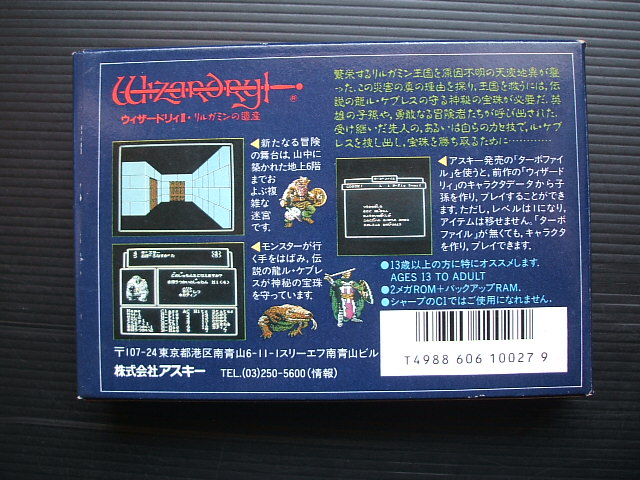 Wizardry
®
ウィザードリィII・リルガミンの遺産
繁栄するリルガミン王国を原因不明の天変地異が襲
った。この災害の真の理由を探り、王国を救うには、伝
説の龍ル・ケブレスの守る神秘の宝珠が必要だ。英
雄の子孫や、勇敢なる冒険者たちが呼び出された。
受け継いだ先人の、あるいは自らのカと技で、ル・ケブレ
スを捜し出し、宝珠を勝ち取るために………
◀新たなる冒険
の舞台は、山中に
築かれた地上6階
までお
よぶ複
雑な
迷宮
です。
◀モンスターが行
く手をはばみ、伝
説の龍ル・ケブレ
スが神秘の宝珠
を守っています。
▲アスキー発売の「ターボファイ
ル」を使うと、前作の「ウィザード
リィ」のキャラクタデータから子
孫を作り、プレイすることができ
ます。ただし、レベルは1になり、
アイテムは移せません。「ターボ
ファイル」が無くても、キャラクタ
を作り、プレイできます。
●13歳以上の方に特にオススメします。
AGES 13 TO ADULT
●2メガROM+バックアップRAM。
●シャープのC1ではご使用になれません。
〒107-24 東京都港区南青山6-11-1スリーエフ南青山ビル
株式会社アスキー TEL.(03)250-5600(情報)
T4988 606 10027 9